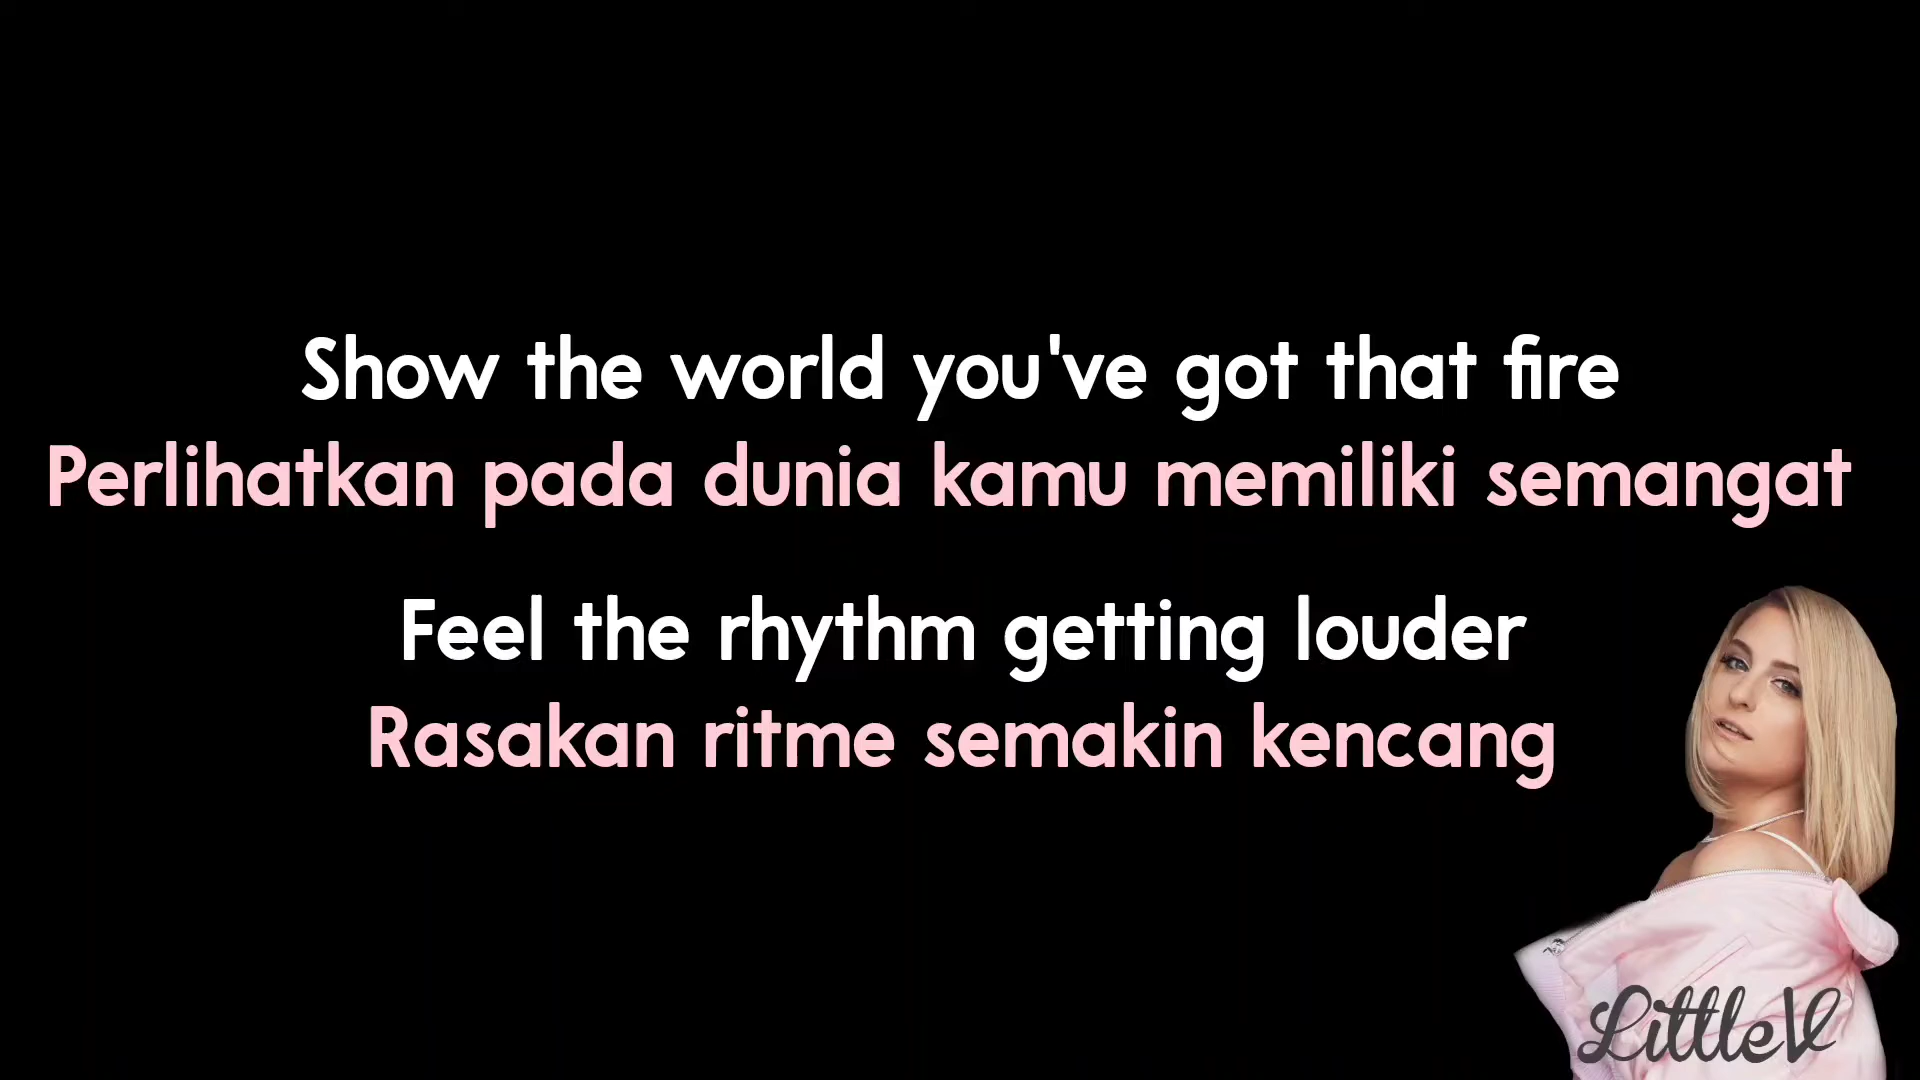 Show the world you've got that fire
Perlihatkan pada dunia kamu memiliki semangat
Feel the rhythm getting louder
Rasakan ritme semakin kencang
LittleV